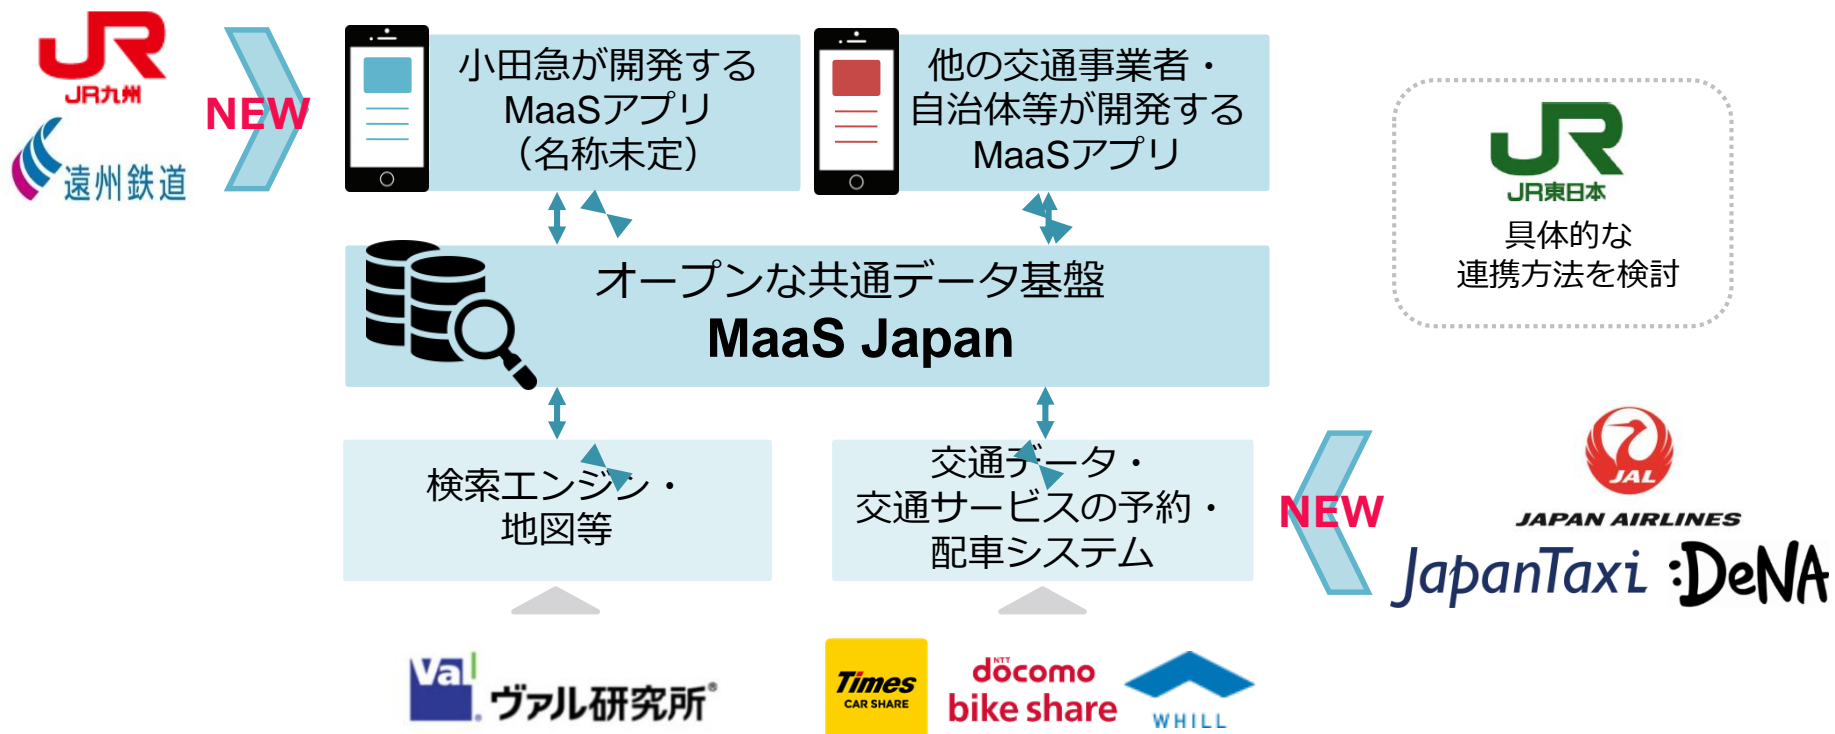 JR
JR九州
遠州鉄道
NEW
小田急が開発する
MaaSアプリ
（名称未定）
他の交通事業者・
自治体等が開発する
MaaSアプリ
JR
JR東日本
具体的な
連携方法を検討
オープンな共通データ基盤
MaaS Japan
検索エンジン・
地図等
交通データ・
交通サービスの予約・
配車システム
NEW
JAL
JAPAN AIRLINES
JapanTaxi
:DeNA
Val
ヴァル研究所®
Times
CAR SHARE
NTT
docomo
bike share
WHILL